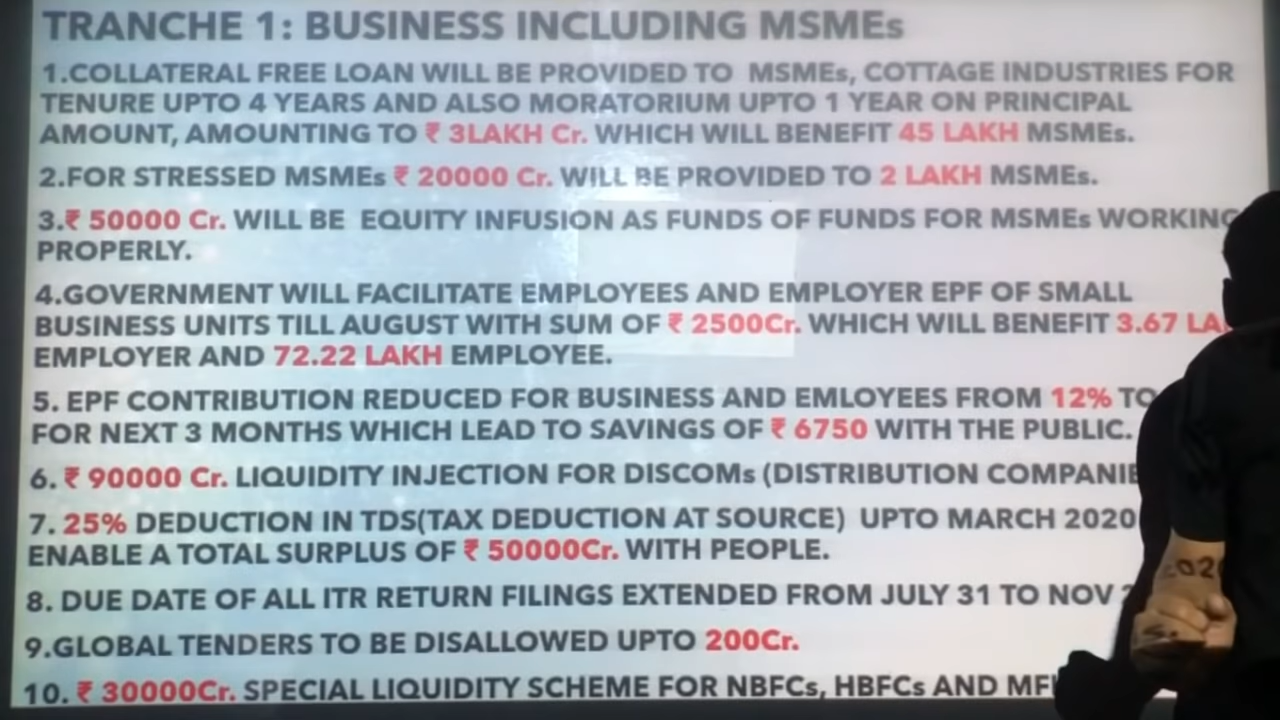 TRANCHE 1: BUSINESS INCLUDING MSMEs
1.COLLATERAL FREE LOAN WILL BE PROVIDED TO MSMEs, COTTAGE INDUSTRIES FOR
TENURE UPTO 4 YEARS AND ALSO MORATORIUM UPTO 1 YEAR ON PRINCIPAL
AMOUNT, AMOUNTING TO ₹ 3LAKH Cr. WHICH WILL BENEFIT 45 LAKH MSMEs.
2.FOR STRESSED MSMEs ₹ 20000 Cr. WILL BE PROVIDED TO 2 LAKH MSMEs.
3.₹ 50000 Cr. WILL BE EQUITY INFUSION AS FUNDS OF FUNDS FOR MSMEs WORKING
PROPERLY.
4.GOVERNMENT WILL FACILITATE EMPLOYEES AND EMPLOYER EPF OF SMALL
BUSINESS UNITS TILL AUGUST WITH SUM OF ₹ 2500Cr. WHICH WILL BENEFIT 3.67
EMPLOYER AND 72.22 LAKH EMPLOYEE.
5. EPF CONTRIBUTION REDUCED FOR BUSINESS AND EMLOYEES FROM 12% TO
FOR NEXT 3 MONTHS WHICH LEAD TO SAVINGS OF ₹ 6750 WITH THE PUBLIC.
6. ₹ 90000 Cr. LIQUIDITY INJECTION FOR DISCOMs (DISTRIBUTION
7. 25% DEDUCTION IN TDS(TAX DEDUCTION AT SOURCE) UPTO MARCH 2020
ENABLE A TOTAL SURPLUS OF ₹ 50000Cr. WITH PEOPLE.
8. DUE DATE OF ALL ITR RETURN FILINGS EXTENDED FROM JULY 31 TO NOV
9.GLOBAL TENDERS TO BE DISALLOWED UPTO 200Cr.
10. ₹ 30000Cr. SPECIAL LIQUIDITY SCHEME FOR NBFCs, HBFCs AND